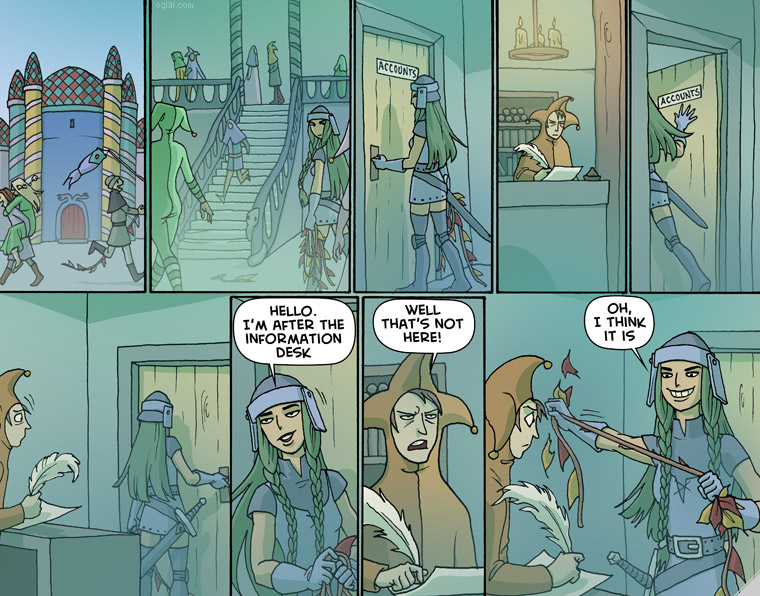 oglaf.com
ACCOUNTS
ACCOUNTS
HELLO.
I'M AFTER THE
INFORMATION
DESK
WELL
THAT'S NOT
HERE!
OH,
I THINK
IT IS